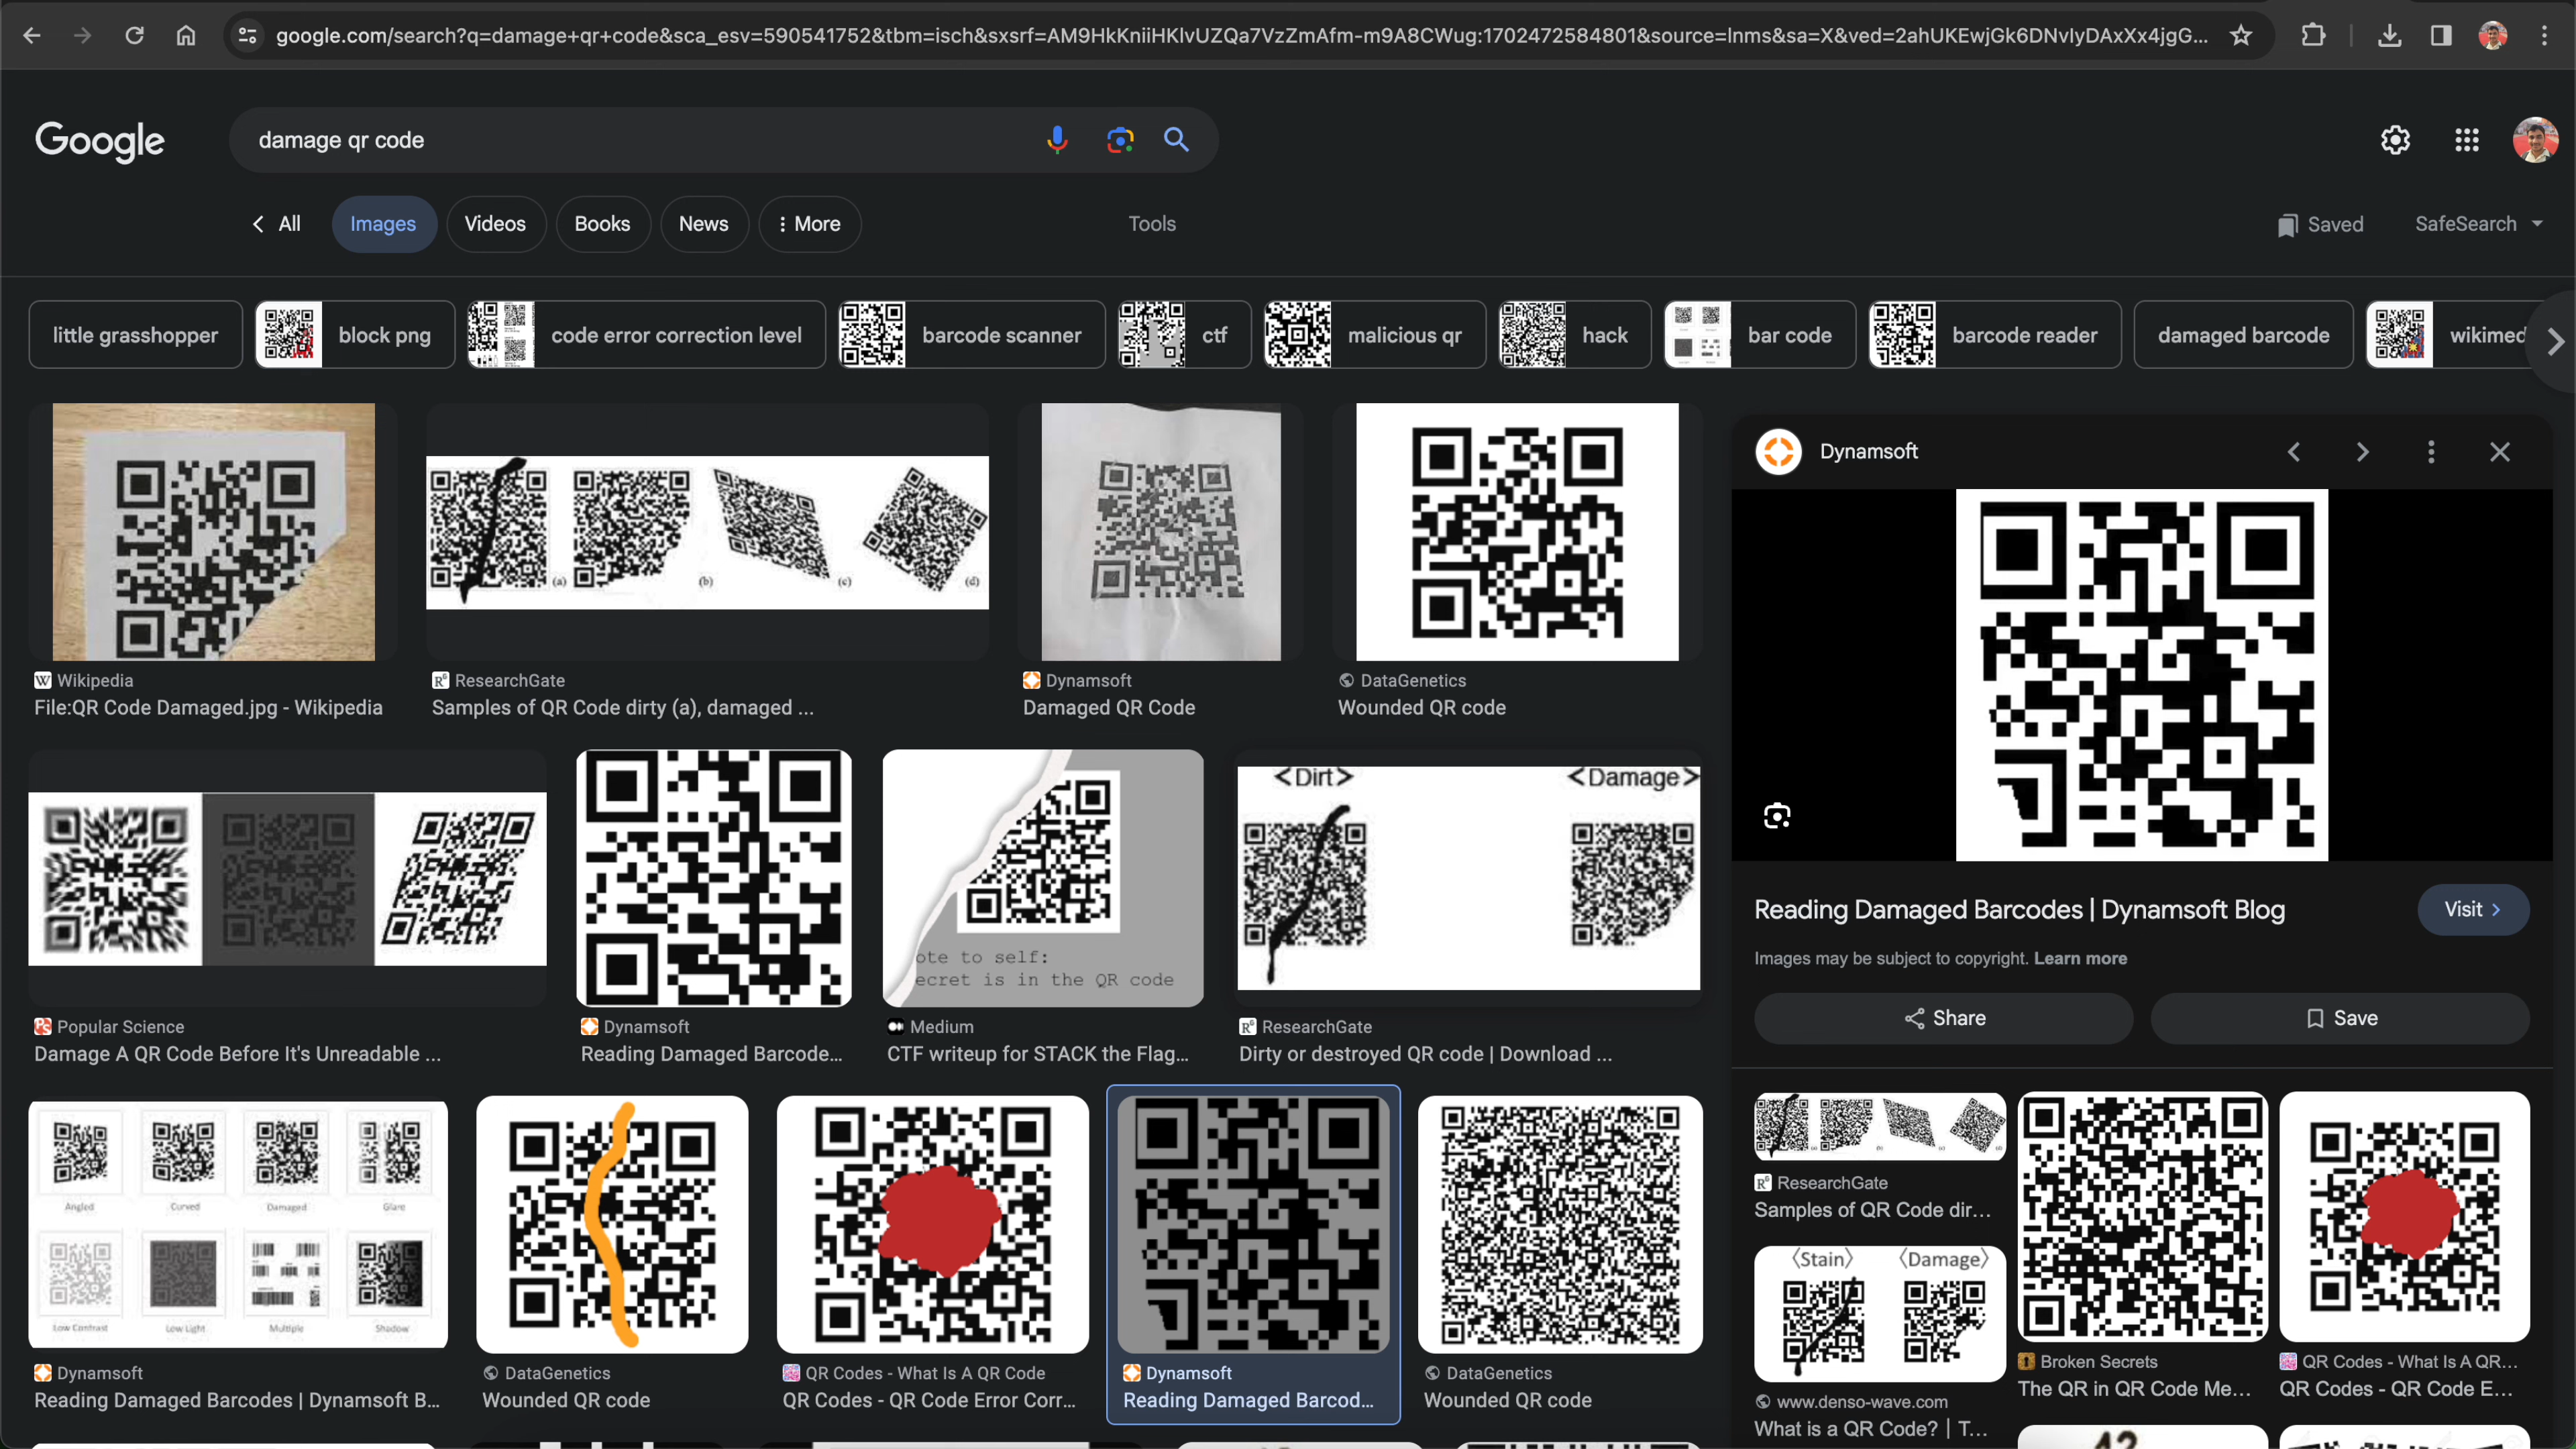 google.com/search?q=damage+qr+code&sca_esv=590541752&tbm=isch&sxsrf=AM9HkKniiHKlvUZQa7VzZmAfm-m9A8CWug:1702472584801&source=lnms&sa=X&ved=2ahUKEwjGk6DNvIyDAxXx4jgG...
Google
damage qr code
All
Images
Videos
Books
News
More
Tools
Saved
SafeSearch
little grasshopper
block png
code error correction level
barcode scanner
ctf
malicious qr
hack
bar code
barcode reader
damaged barcode
wikimed
(a)
(b)
(c)
(d)
Wikipedia
File:QR Code Damaged.jpg - Wikipedia
ResearchGate
Samples of QR Code dirty (a), damaged ...
Dynamsoft
Damaged QR Code
DataGenetics
Wounded QR code
ote to self:
ecret is in the QR code
<Dirt>
<Damage>
Popular Science
Damage A QR Code Before It's Unreadable ...
Dynamsoft
Reading Damaged Barcode...
Medium
CTF writeup for STACK the Flag...
ResearchGate
Dirty or destroyed QR code | Download ...
Angled
Curved
Damaged
Glare
Low Contrast
Low Light
Multiple
Shadow
Dynamsoft
Reading Damaged Barcodes | Dynamsoft B...
DataGenetics
Wounded QR code
QR Codes - What Is A QR Code
QR Codes - QR Code Error Corr...
Dynamsoft
Reading Damaged Barcod...
DataGenetics
Wounded QR code
Dynamsoft
Reading Damaged Barcodes | Dynamsoft Blog
Visit
Images may be subject to copyright. Learn more
Share
Save
ResearchGate
Samples of QR Code dir...
〈Stain〉
〈Damage〉
www.denso-wave.com
What is a QR Code? | T...
Broken Secrets
The QR in QR Code Me...
QR Codes - What Is A QR...
QR Codes - QR Code E...